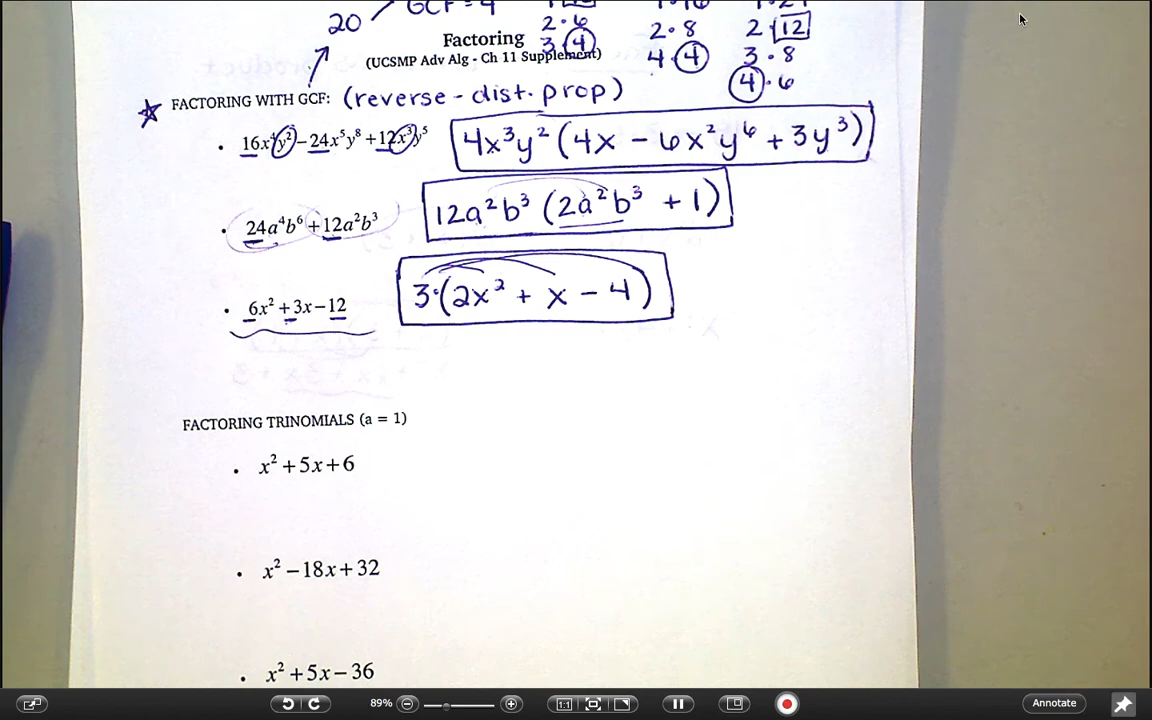 20 GCF = 4
2 · 6 2 · 8 2 · 12
Factoring 3 · 4 4 · 4 3 · 8
(UCSMP Adv Alg - Ch 11 Supplement) 4 · 6
FACTORING WITH GCF: (reverse - dist. prop)
• 16x⁴y² − 24x⁵y⁸ + 12x³y⁵ 4x³y² (4x − 6x²y⁶ + 3y³)
• 24a⁴b⁶ + 12a²b³ 12a²b³ (2a²b³ + 1)
• 6x² + 3x − 12 3·(2x² + x − 4)
FACTORING TRINOMIALS (a = 1)
• x² + 5x + 6
• x² − 18x + 32
• x² + 5x − 36
89%
1:1
Annotate